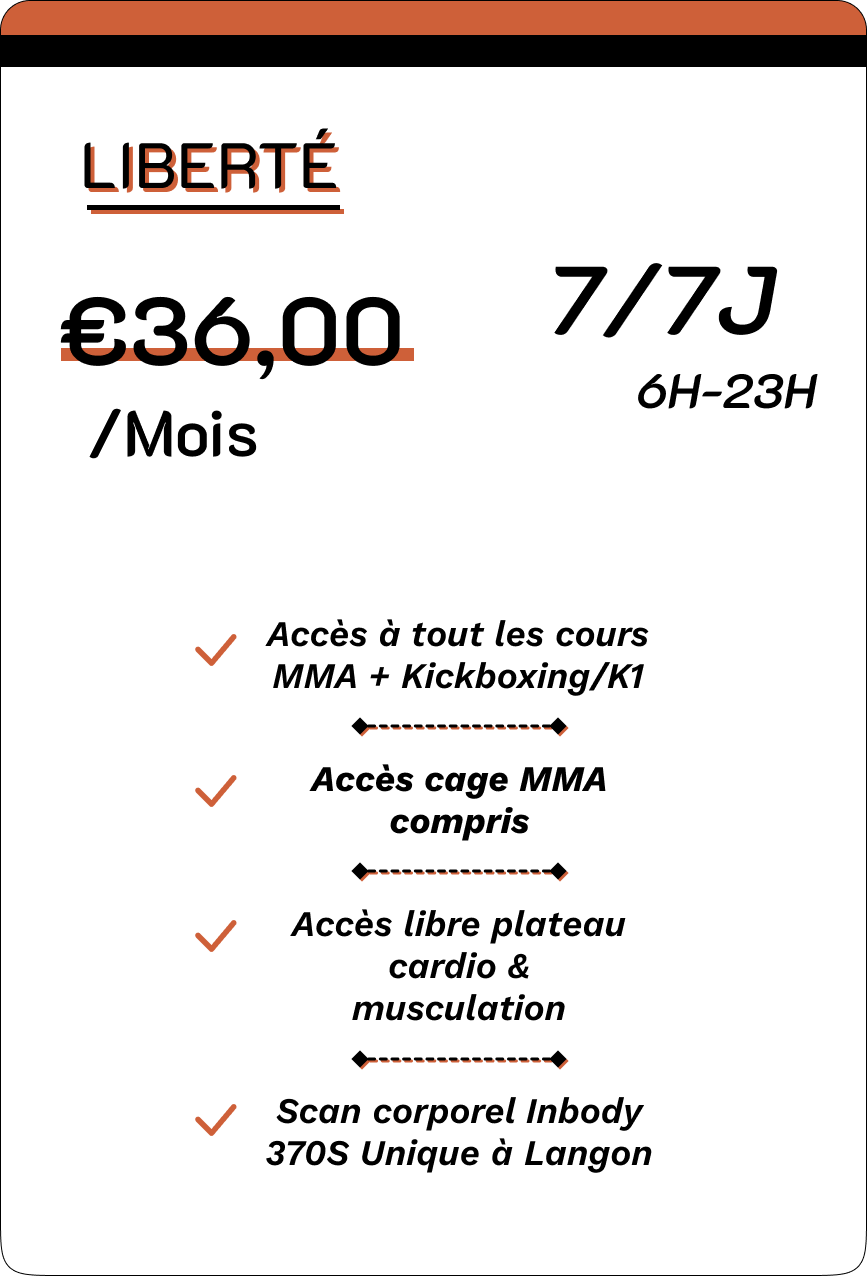 LIBERTÉ
€36,00
/Mois
7/7J
6H-23H
Accès à tout les cours
MMA + Kickboxing/K1
Accès cage MMA
compris
Accès libre plateau
cardio &
musculation
Scan corporel Inbody
370S Unique à Langon